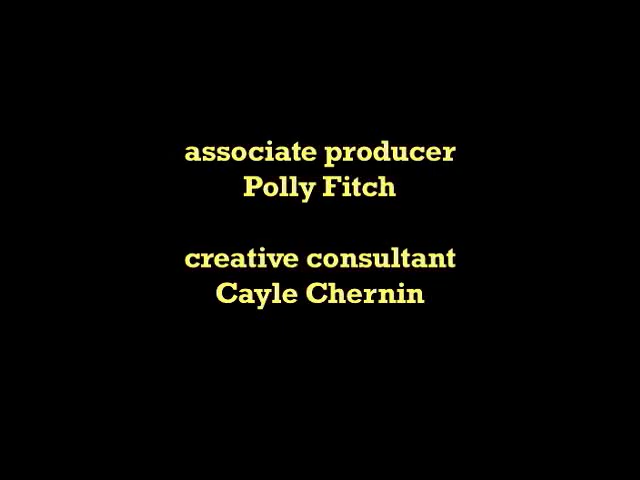 associate producer
Polly Fitch
creative consultant
Cayle Chernin